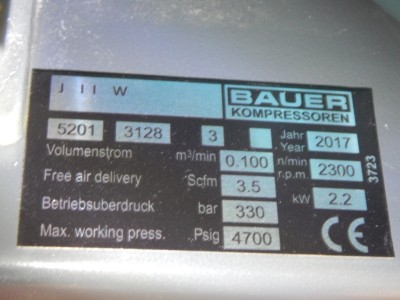 J II W
BAUER
KOMPRESSOREN
5201 3128 3 Jahr Year 2017
Volumenstrom m³/min 0.100 n/min r.p.m 2300
Free air delivery Scfm 3.5 kW 2.2
Betriebsuberdruck bar 330
Max. working press. Psig 4700 CE
3723